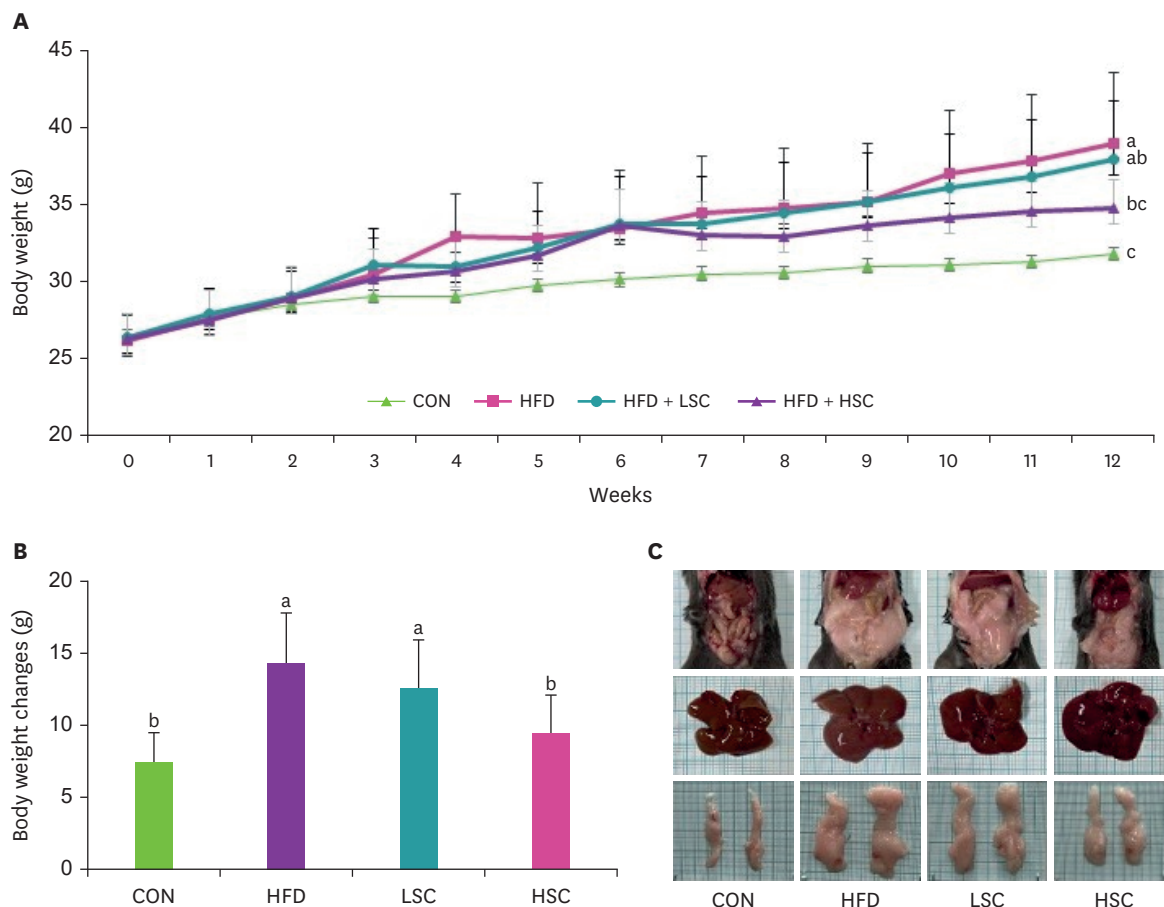 A
45
40
35
30
25
20
Body weight (g)
a
ab
bc
c
CON HFD HFD + LSC HFD + HSC
0 1 2 3 4 5 6 7 8 9 10 11 12
Weeks
B
20
15
10
5
0
Body weight changes (g)
b
a
a
b
CON HFD LSC HSC
C
CON HFD LSC HSC